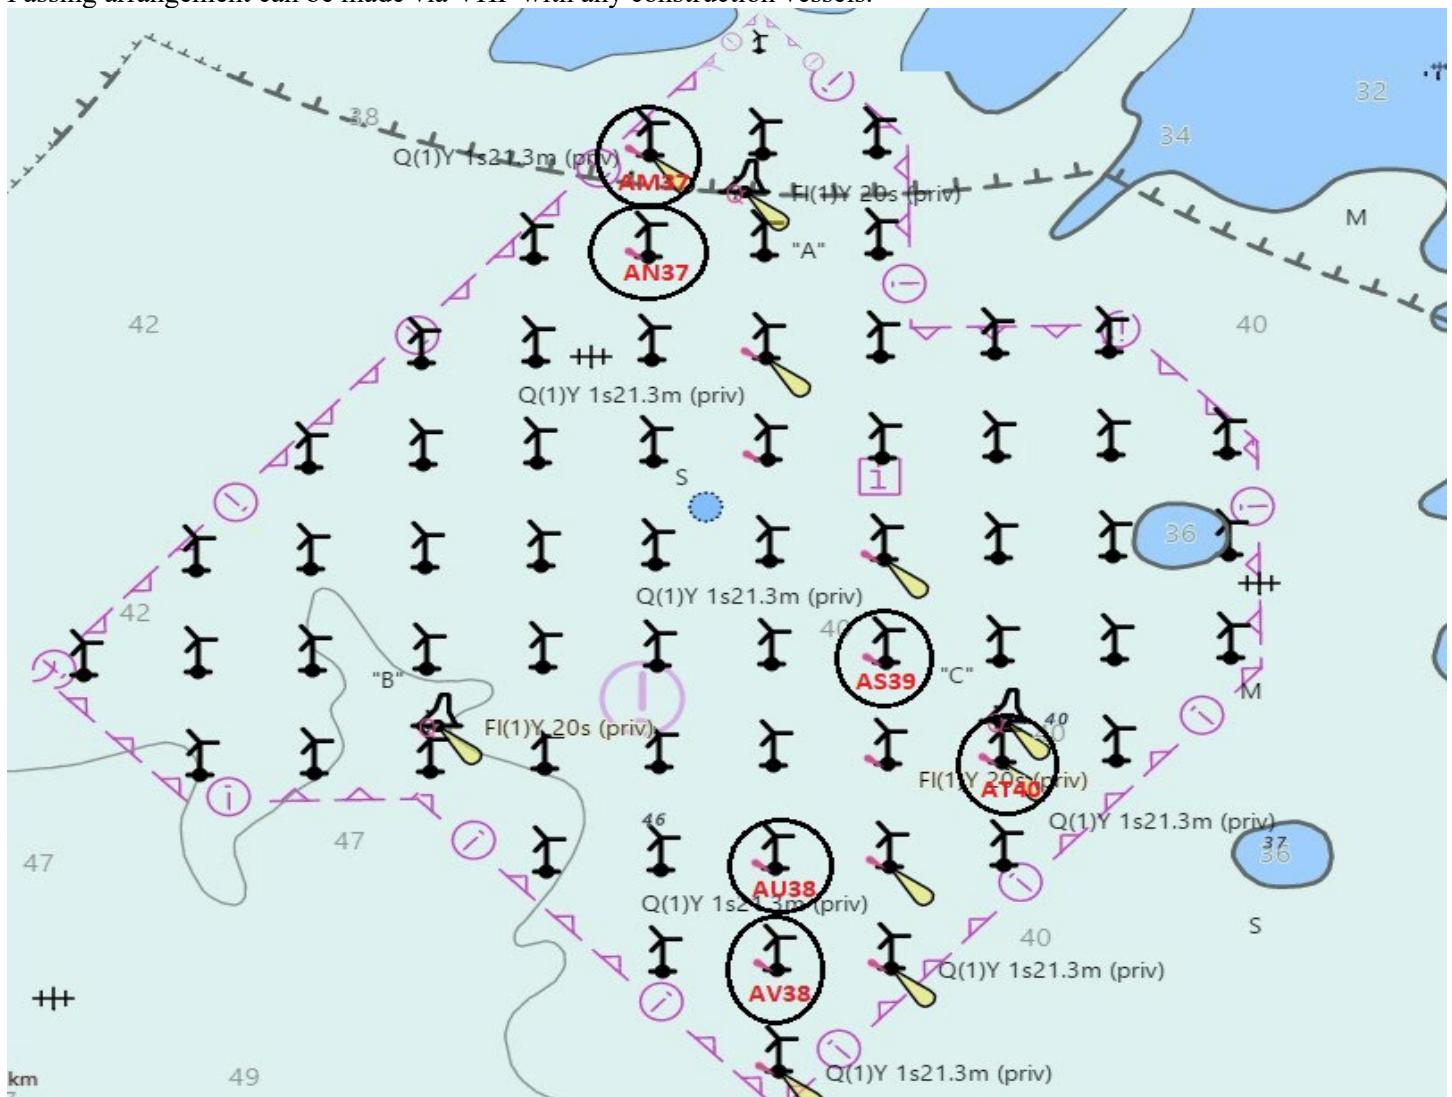 Passing arrangement can be made via VHF with any construction vessels.
32
38
34
Q(1)Y 1s21.3m (priv)
AM37
Fl(1)Y 20s (priv)
M
"A"
AN37
42
40
Q(1)Y 1s21.3m (priv)
S
i
36
Q(1)Y 1s21.3m (priv)
42
40
AS39
"B"
"C"
M
Fl(1)Y 20s (priv)
40
40
Fl(1)Y 20s (priv)
AT40
46
Q(1)Y 1s21.3m (priv)
47
47
37
36
AU38
Q(1)Y 1s21.3m (priv)
S
40
Q(1)Y 1s21.3m (priv)
AV38
km
49
Q(1)Y 1s21.3m (priv)